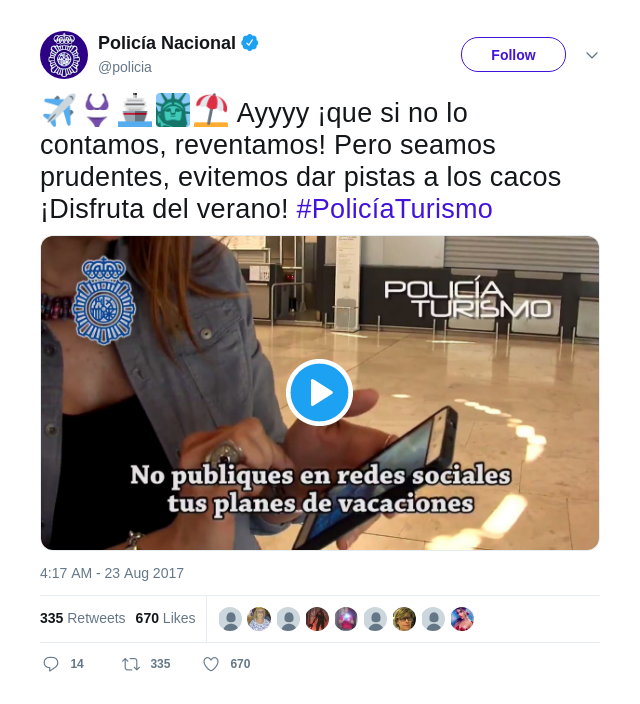 Policía Nacional
@policia
Follow
Ayyyy ¡que si no lo
contamos, reventamos! Pero seamos
prudentes, evitemos dar pistas a los cacos
¡Disfruta del verano! #PolicíaTurismo
POLICÍA
TURISMO
No publiques en redes sociales
tus planes de vacaciones
4:17 AM - 23 Aug 2017
335 Retweets 670 Likes
14 335 670